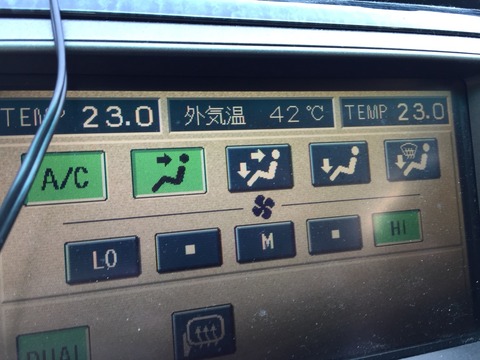 TEMP 23.0 外気温 42℃ TEMP 23.0
A/C
LO M HI
DUAL